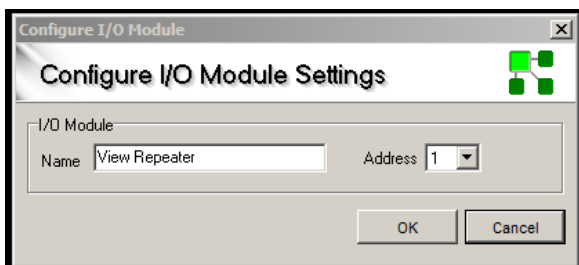 Configure I/O Module
Configure I/O Module Settings
I/O Module
Name View Repeater Address 1
OK Cancel